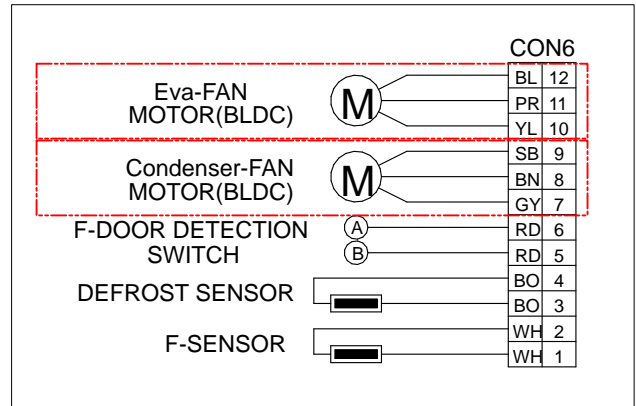 CON6
Eva-FAN
MOTOR(BLDC)
M
BL 12
PR 11
YL 10
Condenser-FAN
MOTOR(BLDC)
M
SB 9
BN 8
GY 7
F-DOOR DETECTION
SWITCH
A
B
RD 6
RD 5
DEFROST SENSOR
BO 4
BO 3
F-SENSOR
WH 2
WH 1